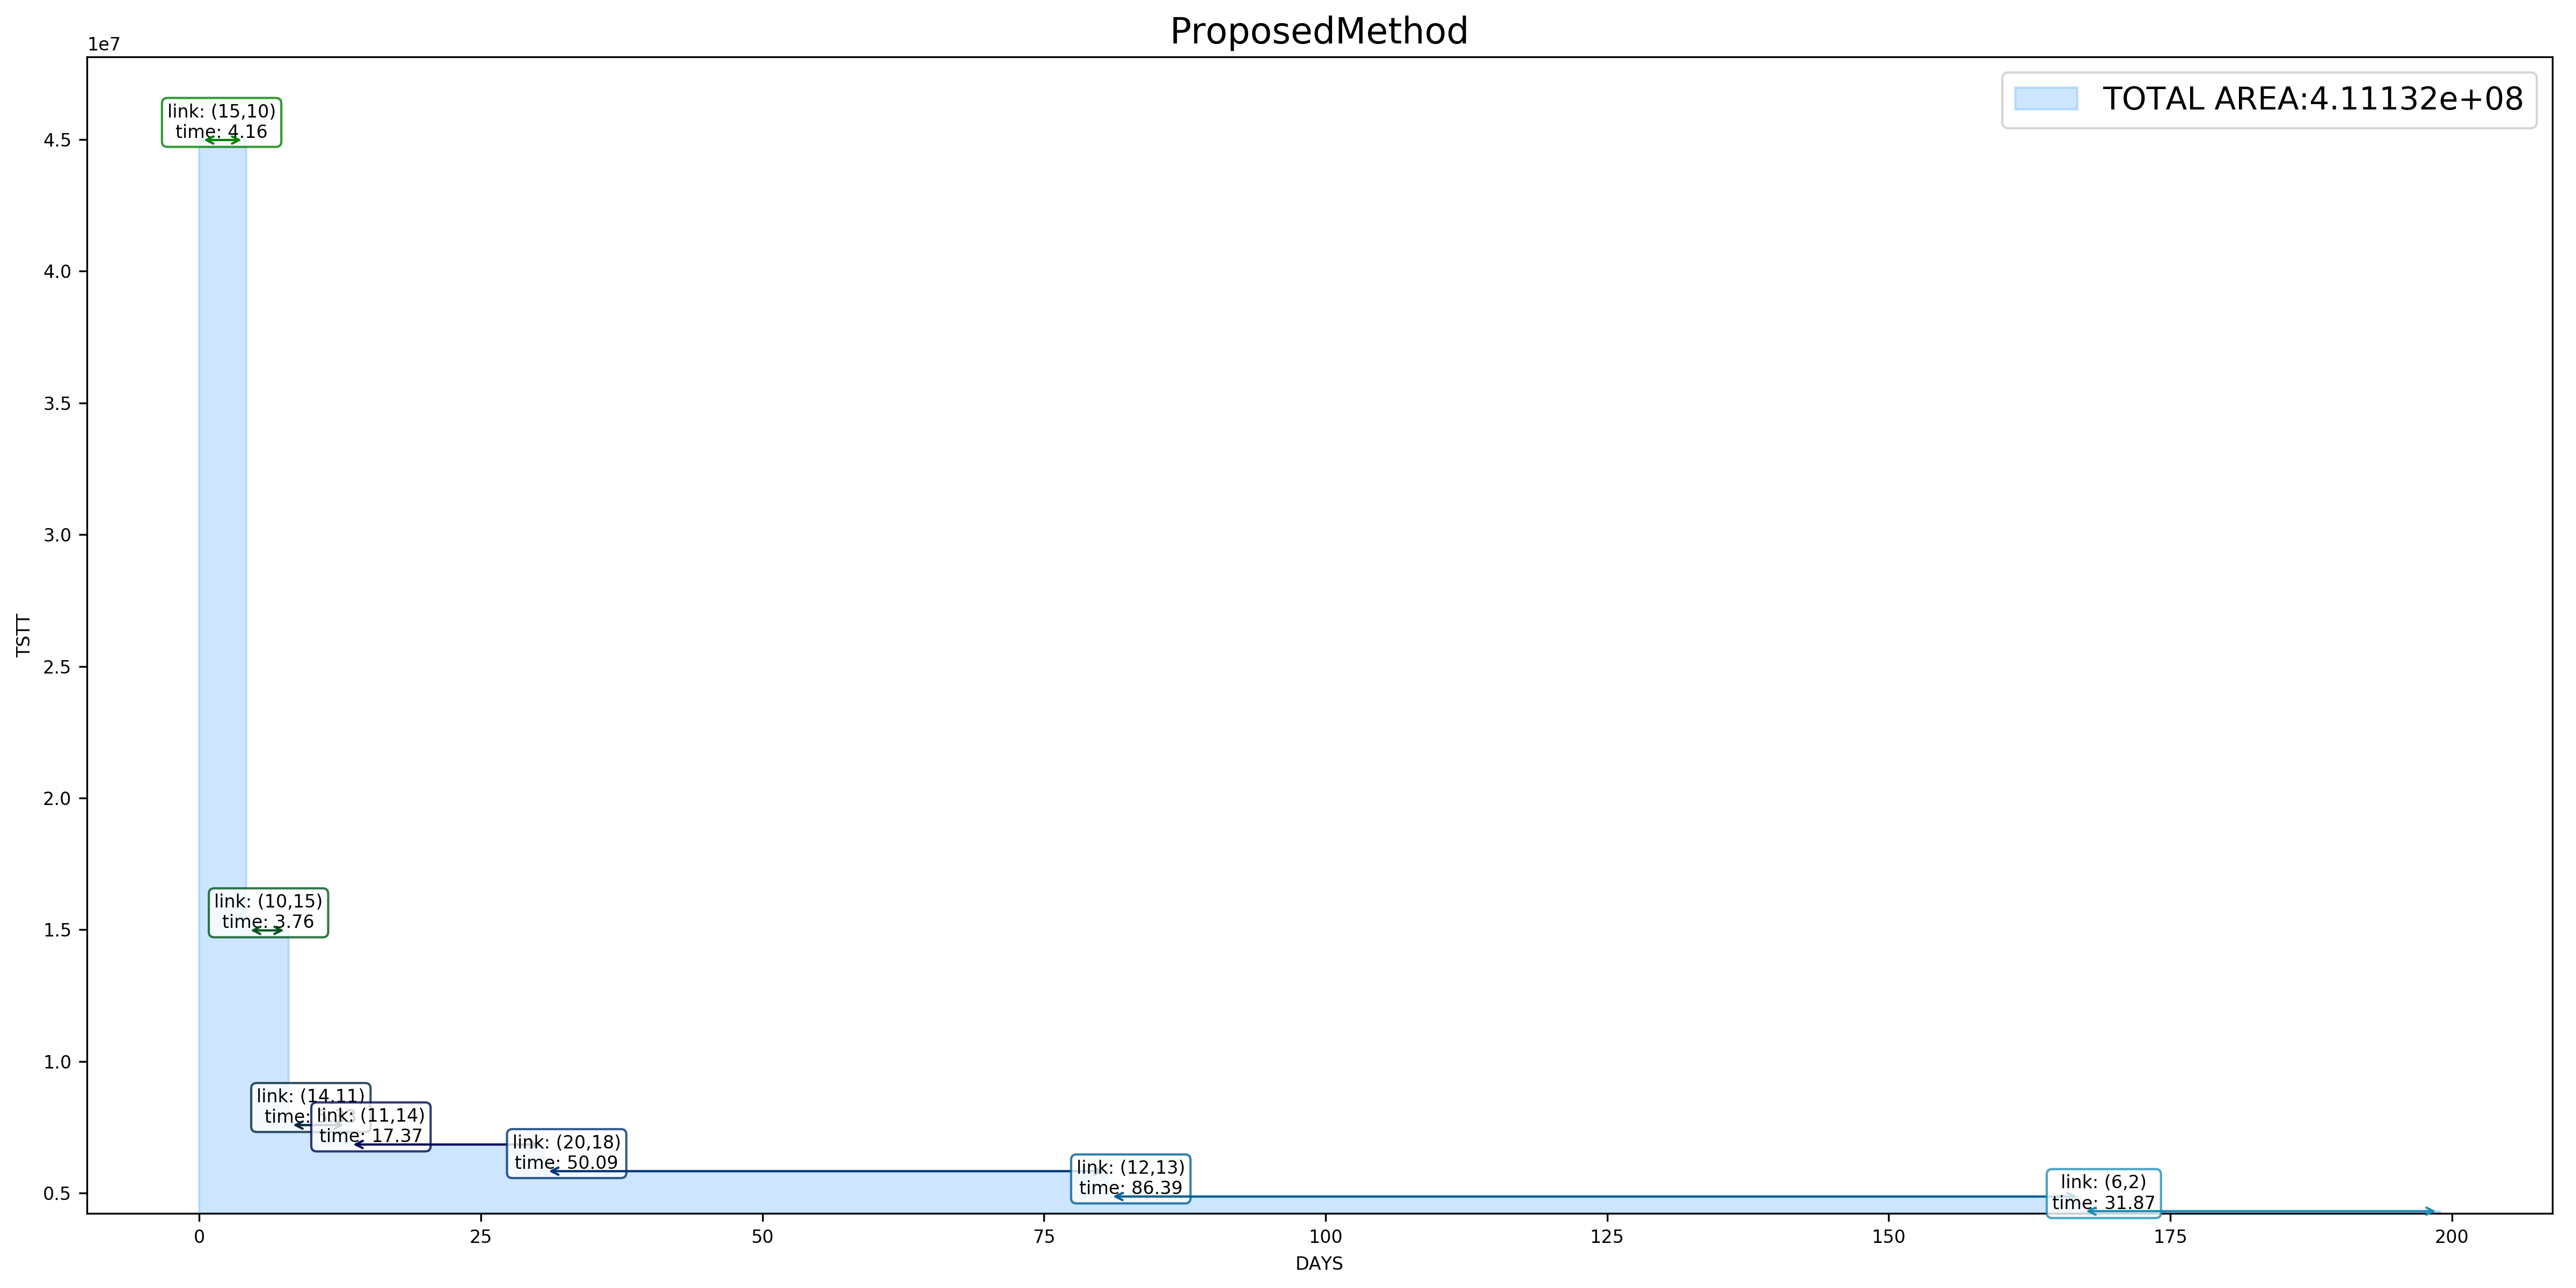 ProposedMethod
1e7
TOTAL AREA:4.11132e+08
link: (15,10)
time: 4.16
4.5
4.0
3.5
3.0
2.5
2.0
1.5
1.0
0.5
TSTT
link: (10,15)
time: 3.76
link: (14,11)
time:
link: (11,14)
time: 17.37
link: (20,18)
time: 50.09
link: (12,13)
time: 86.39
link: (6,2)
time: 31.87
0 25 50 75 100 125 150 175 200
DAYS